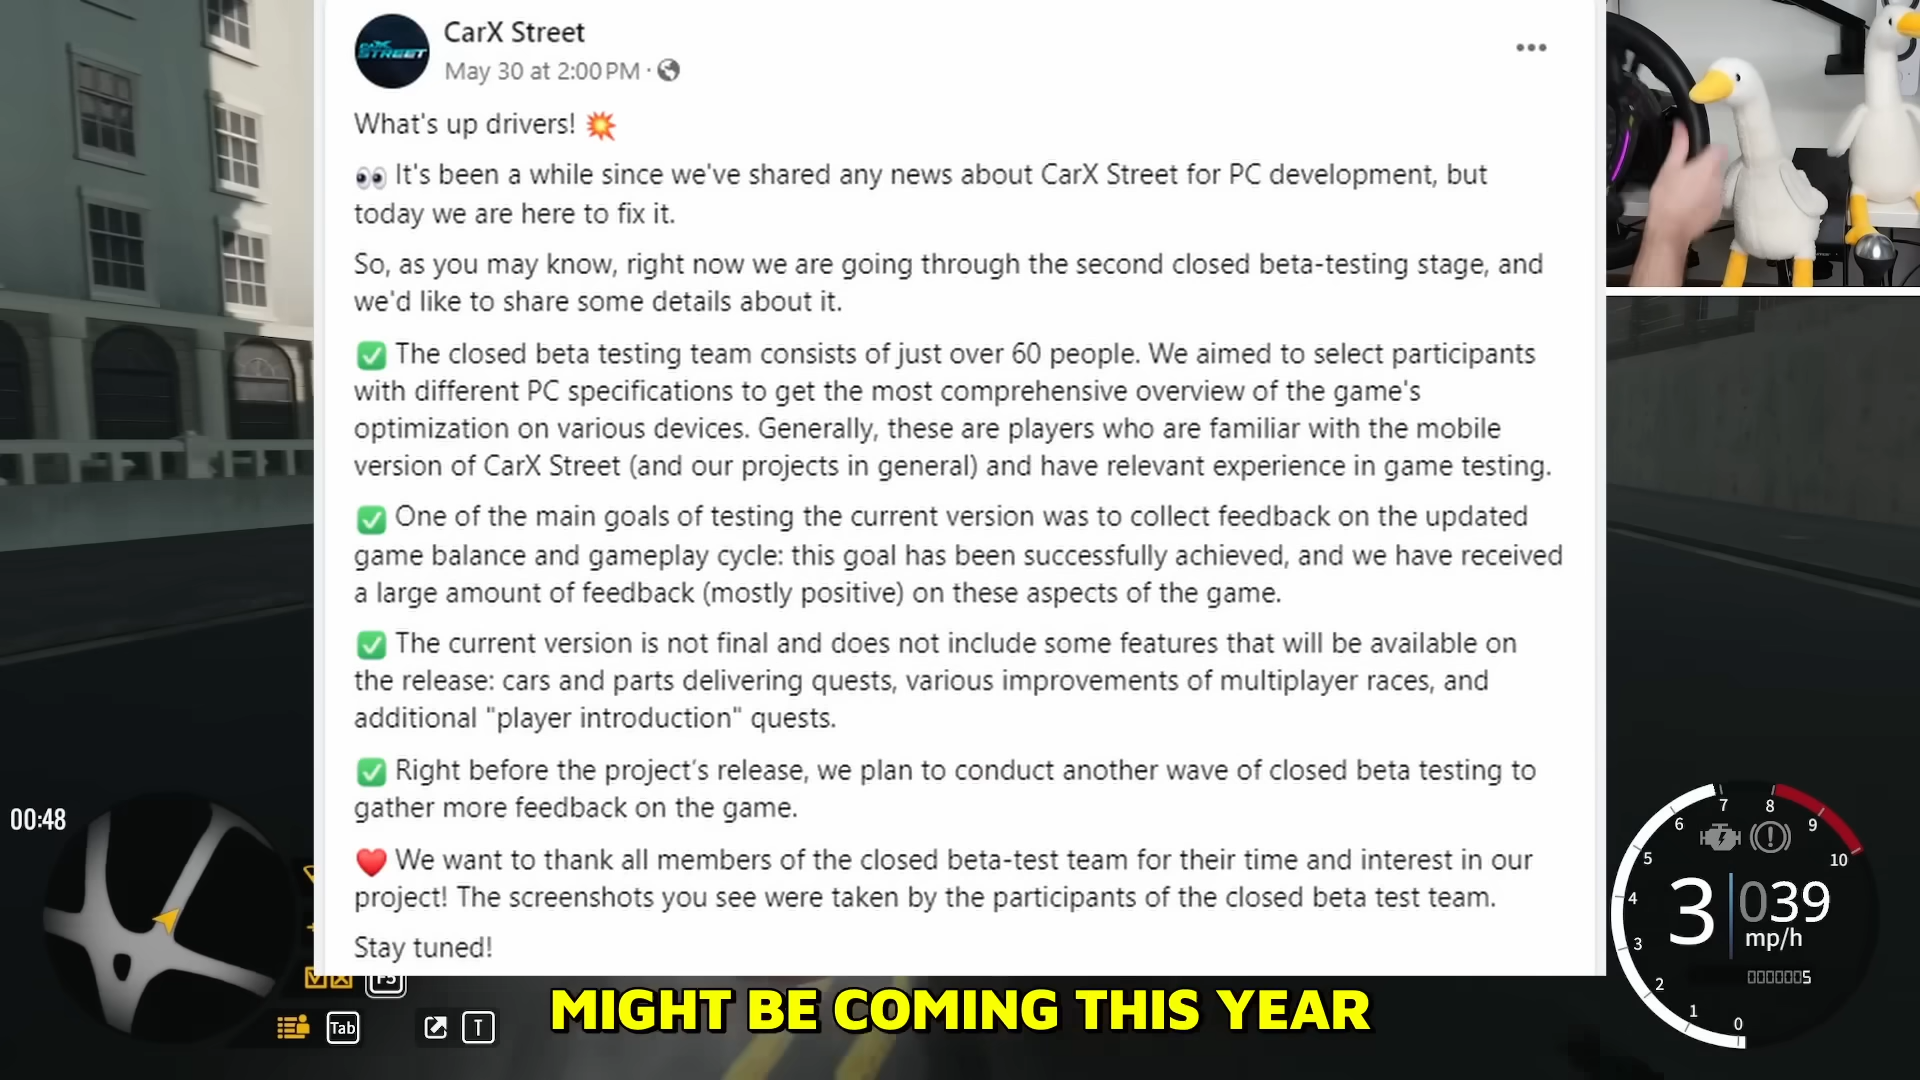 CarX Street
May 30 at 2:00 PM ·
What's up drivers! 💥
👀 It's been a while since we've shared any news about CarX Street for PC development, but
today we are here to fix it.
So, as you may know, right now we are going through the second closed beta-testing stage, and
we'd like to share some details about it.
✅ The closed beta testing team consists of just over 60 people. We aimed to select participants
with different PC specifications to get the most comprehensive overview of the game's
optimization on various devices. Generally, these are players who are familiar with the mobile
version of CarX Street (and our projects in general) and have relevant experience in game testing.
✅ One of the main goals of testing the current version was to collect feedback on the updated
game balance and gameplay cycle: this goal has been successfully achieved, and we have received
a large amount of feedback (mostly positive) on these aspects of the game.
✅ The current version is not final and does not include some features that will be available on
the release: cars and parts delivering quests, various improvements of multiplayer races, and
additional "player introduction" quests.
✅ Right before the project's release, we plan to conduct another wave of closed beta testing to
gather more feedback on the game.
❤️ We want to thank all members of the closed beta-test team for their time and interest in our
project! The screenshots you see were taken by the participants of the closed beta test team.
Stay tuned!
00:48
F5
Tab
T
MIGHT BE COMING THIS YEAR
0
1
2
3
4
5
6
7
8
9
10
3
039
mp/h
0000005